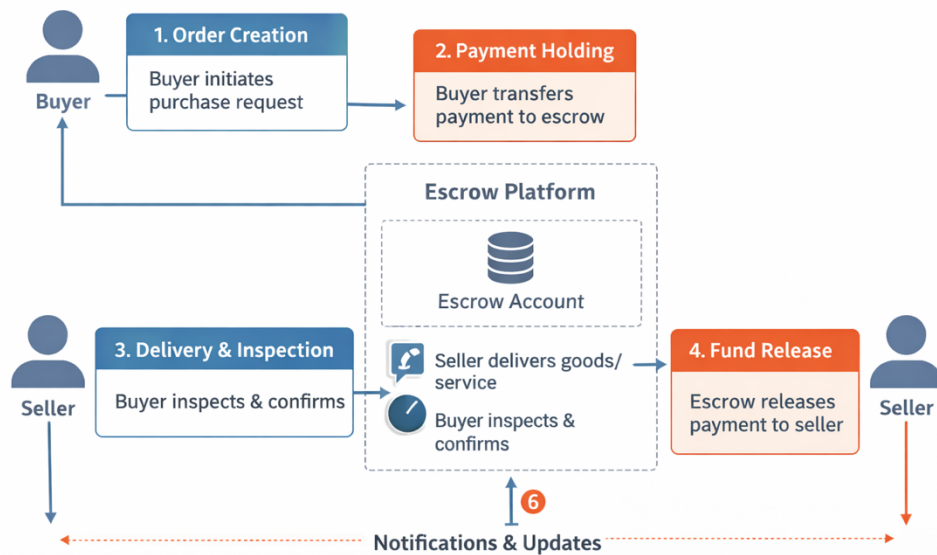 1. Order Creation
Buyer initiates
purchase request
Buyer
2. Payment Holding
Buyer transfers
payment to escrow
Escrow Platform
Escrow Account
Seller
3. Delivery & Inspection
Buyer inspects & confirms
Seller delivers goods/
service
Buyer inspects &
confirms
4. Fund Release
Escrow releases
payment to seller
Seller
6
Notifications & Updates